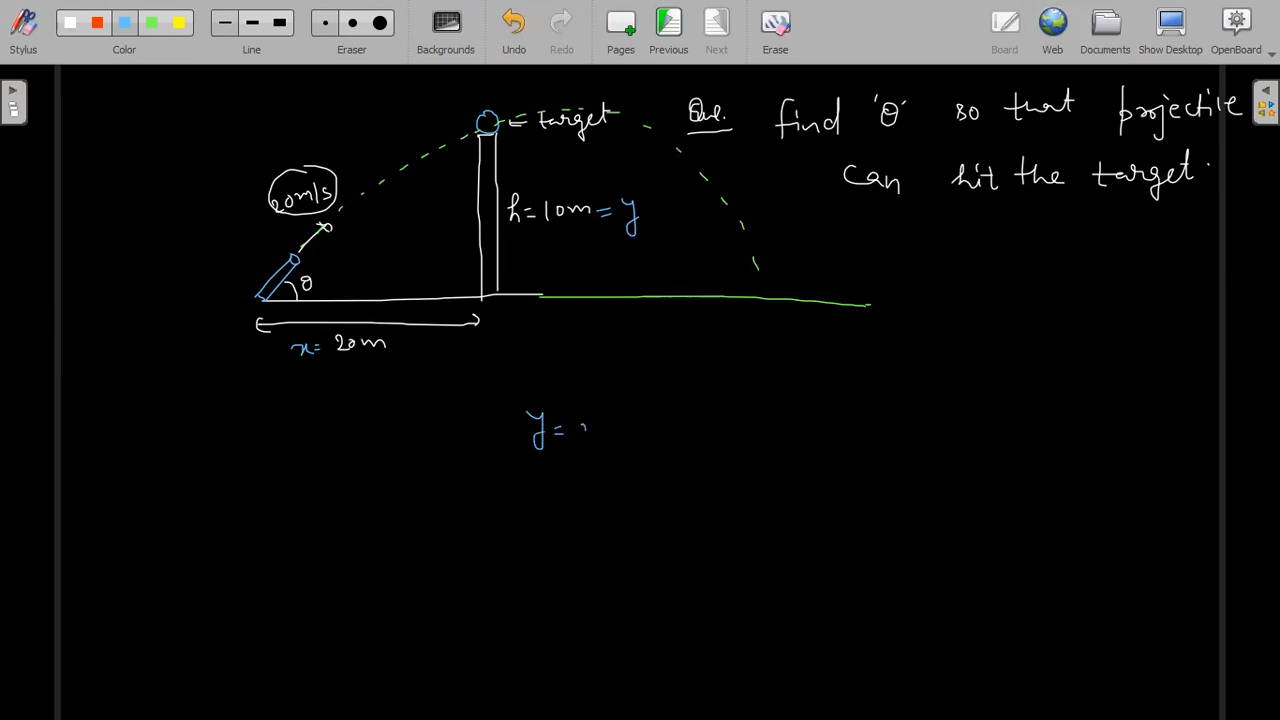 Stylus
Color
Line
Eraser
Backgrounds
Undo
Redo
Pages
Previous
Next
Erase
Board
Web
Documents
Show Desktop
OpenBoard
← target
Que. find 'θ' so that projective
can hit the target.
20m/s
h=10m = y
θ
x= 20m
y=